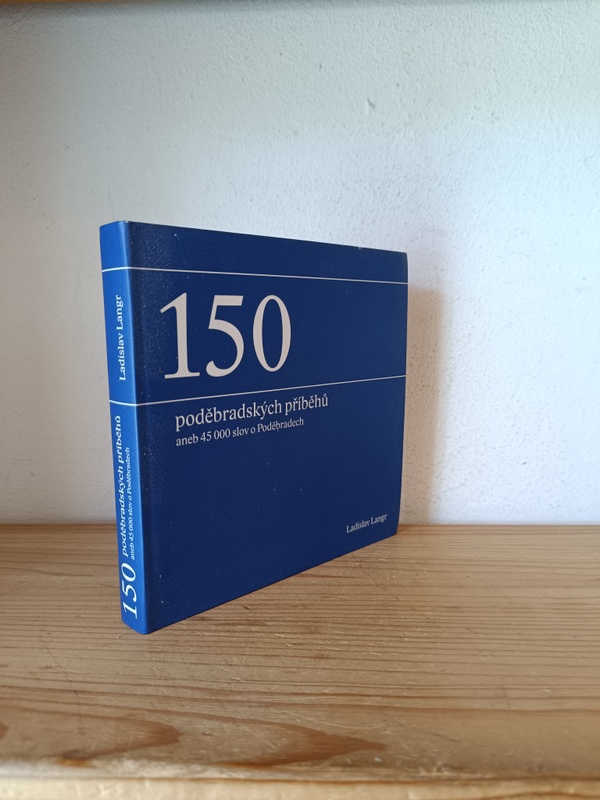 Ladislav Langr
150 poděbradských příběhů
aneb 45 000 slov o Poděbradech
150
poděbradských příběhů
aneb 45 000 slov o Poděbradech
Ladislav Langr